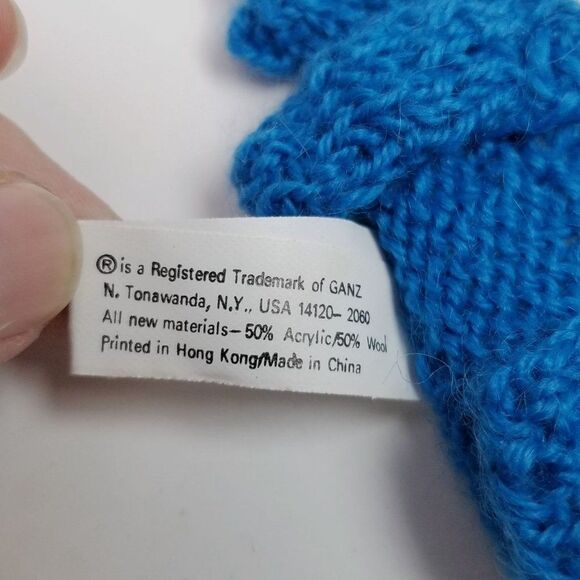 ®is a Registered Trademark of GANZ
N. Tonawanda, N.Y., USA 14120-2060
All new materials-50% Acrylic/50% Wool
Printed in Hong Kong/Made in China